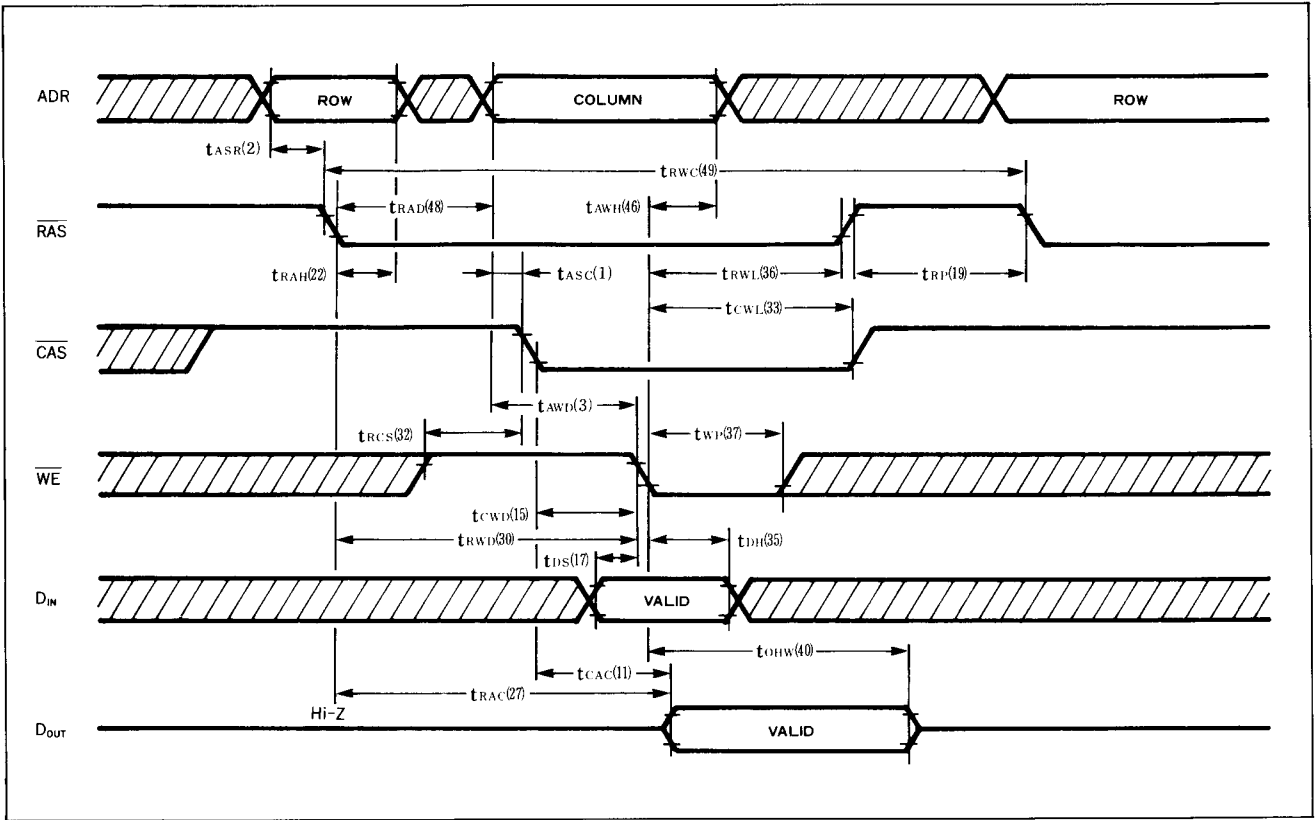 ADR ROW COLUMN ROW
tASR(2)
tRWC(49)
tRAD(48) tAWH(46)
RAS
tRAH(22) tASC(1) tRWL(36) tRP(19)
tCWL(33)
CAS
tAWD(3)
tRCS(32) tWP(37)
WE
tCWD(15)
tRWD(30) tDH(35)
tDS(17)
DIN VALID
tOHW(40)
tCAC(11)
tRAC(27)
Hi-Z
DOUT VALID